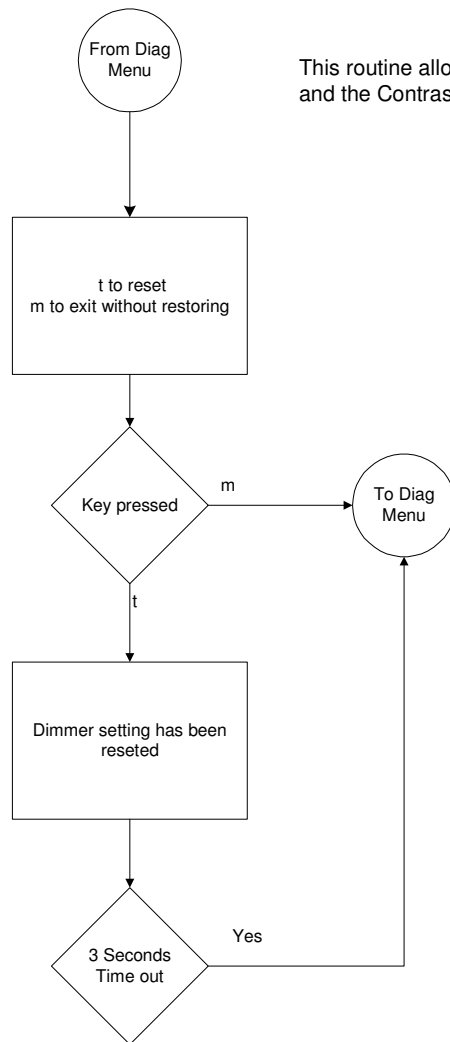 From Diag
Menu
This routine allo
and the Contras
t to reset
m to exit without restoring
Key pressed
m
To Diag
Menu
t
Dimmer setting has been
reseted
3 Seconds
Time out
Yes